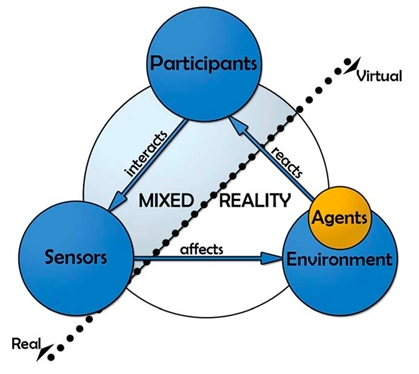 Participants
Virtual
interacts
reacts
MIXED REALITY
Agents
Sensors
affects
Environment
Real